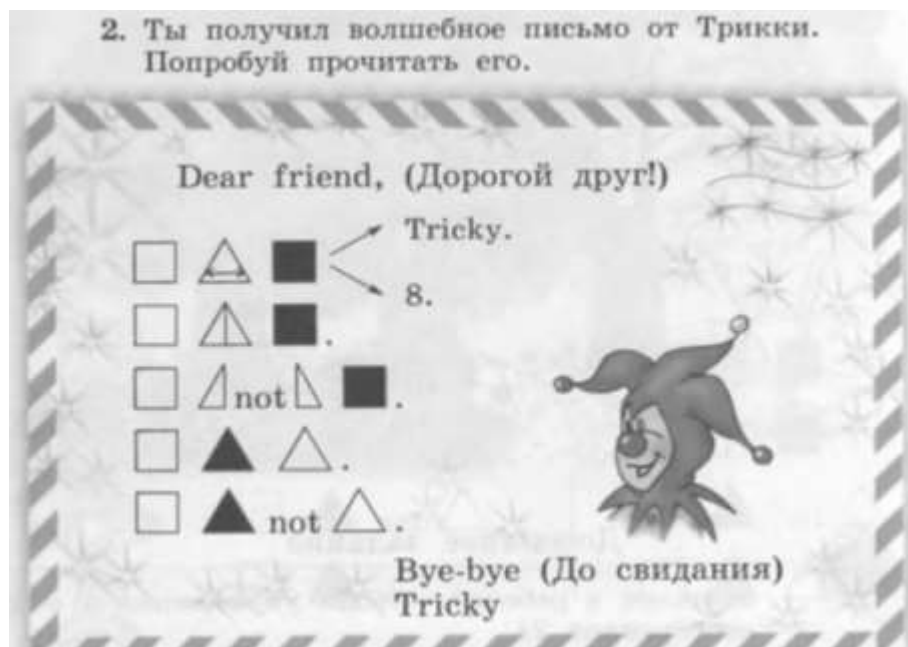 2. Ты получил волшебное письмо от Трикки.
Попробуй прочитать его.
Dear friend, (Дорогой друг!)
Tricky.
8.
.
not .
.
not .
Bye-bye (До свидания)
Tricky